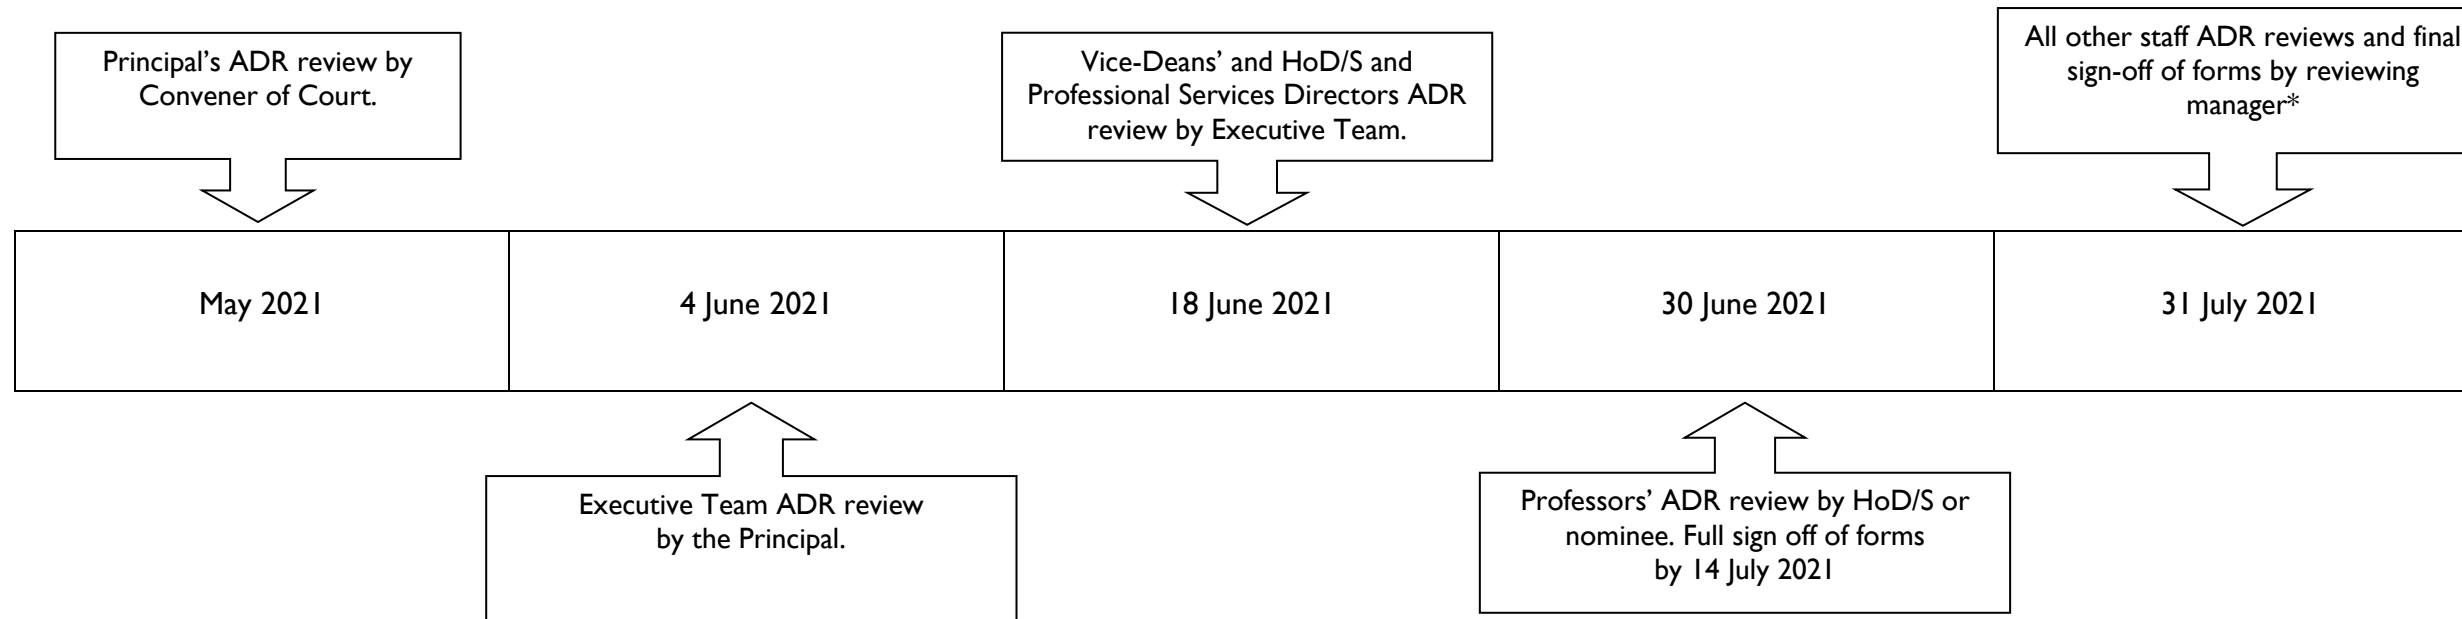 Principal’s ADR review by
Convener of Court.
Vice-Deans’ and HoD/S and
Professional Services Directors ADR
review by Executive Team.
All other staff ADR reviews and final
sign-off of forms by reviewing
manager*
May 2021
4 June 2021
18 June 2021
30 June 2021
31 July 2021
Executive Team ADR review
by the Principal.
Professors’ ADR review by HoD/S or
nominee. Full sign off of forms
by 14 July 2021